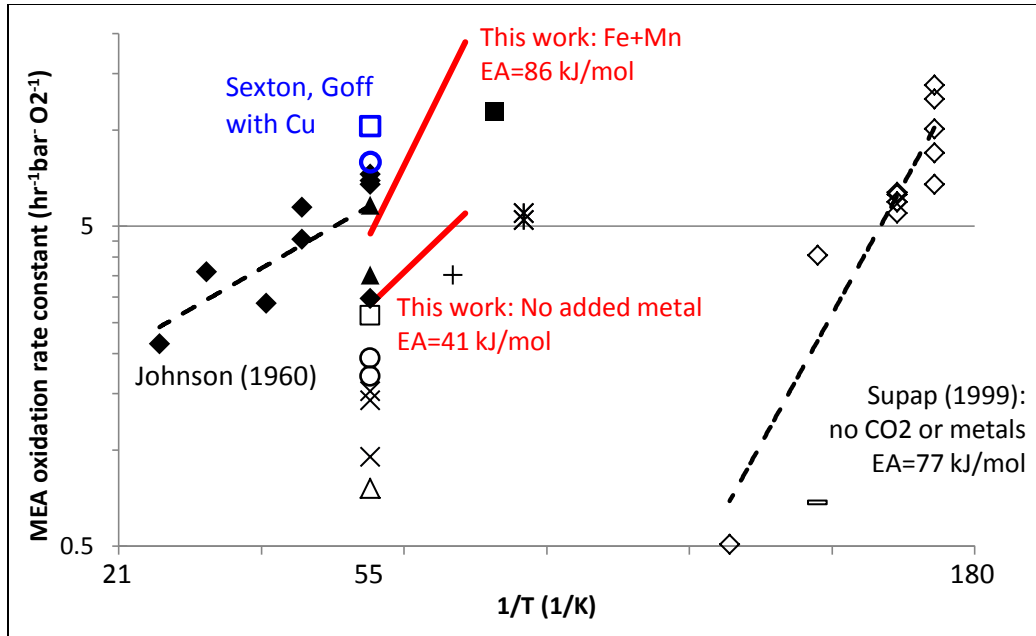 This work: Fe+Mn
EA=86 kJ/mol
Sexton, Goff
with Cu
MEA oxidation rate constant (hr⁻¹bar⁻ O2⁻¹)
5
This work: No added metal
EA=41 kJ/mol
Johnson (1960)
Supap (1999):
no CO2 or metals
EA=77 kJ/mol
0.5
21
55
180
1/T (1/K)